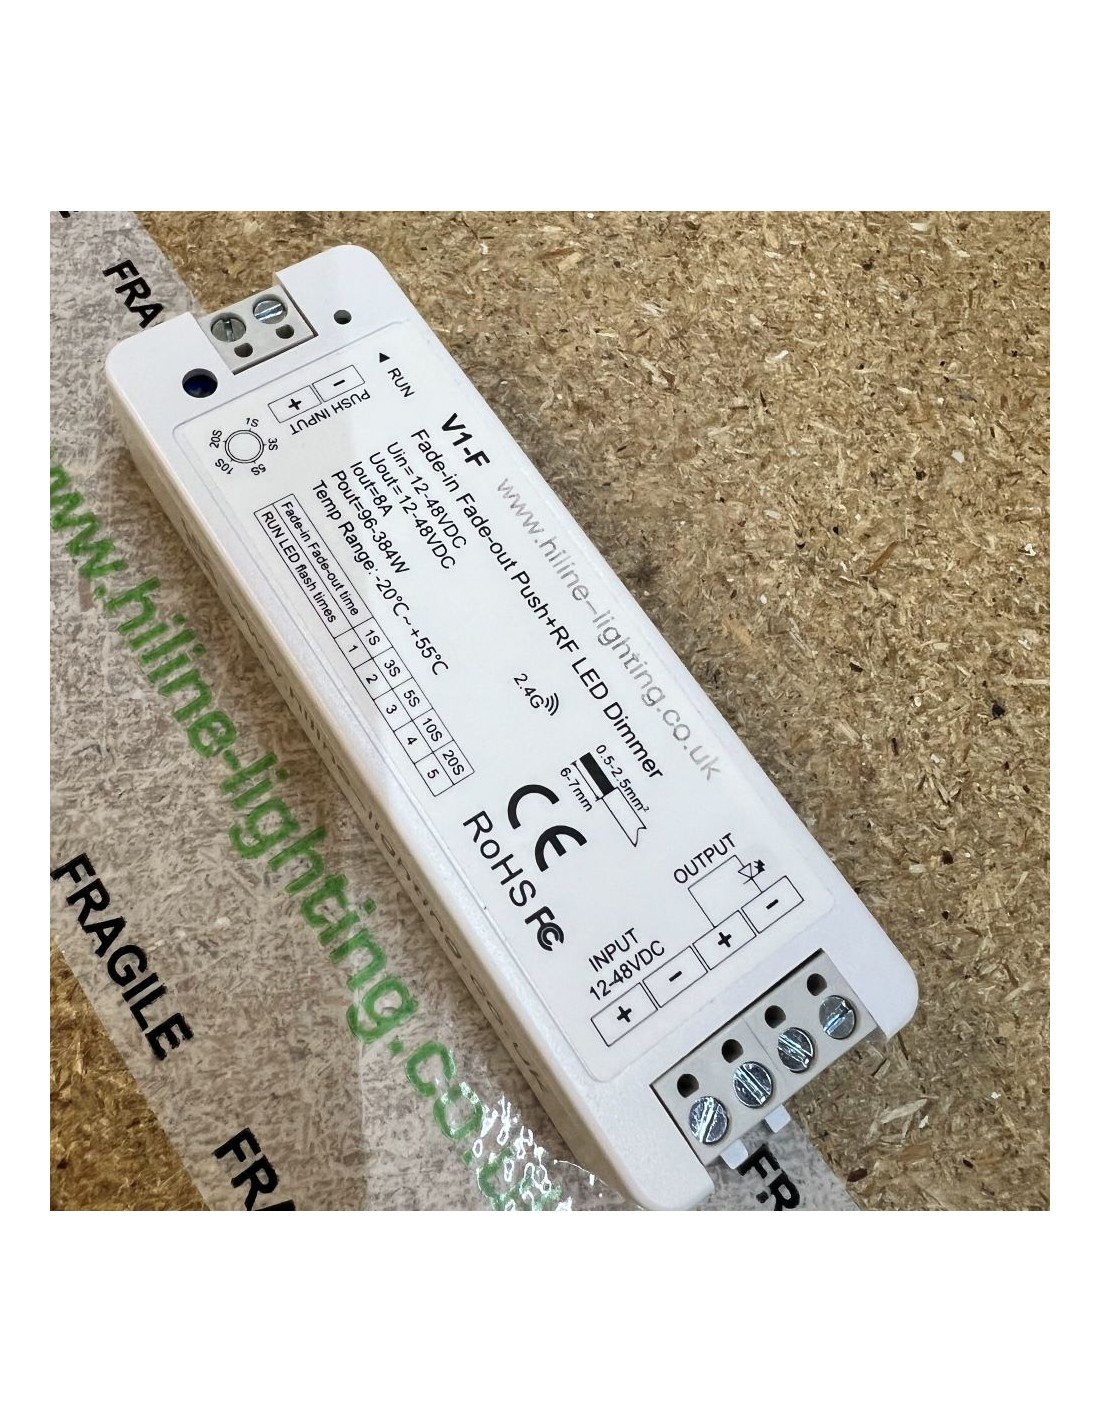 FRA
RUN
PUSH INPUT
- +
1S
3S
5S
10S
20S
V1-F
Fade-in Fade-out Push+RF LED Dimmer
Uin=12-48VDC
Uout=12-48VDC
Iout=8A
Pout=96-384W
Temp Range: -20℃~+55℃
www.hiline-lighting.co.uk
Fade-in Fade-out time 1S 3S 5S 10S 20S
RUN LED flash times 1 2 3 4 5
2.4G
0.5-2.5mm²
6-7mm
CE
RoHS
FC
OUTPUT
INPUT
12-48VDC
+ - + -
www.hiline-lighting.co.u
FRAGILE
FRA
FR